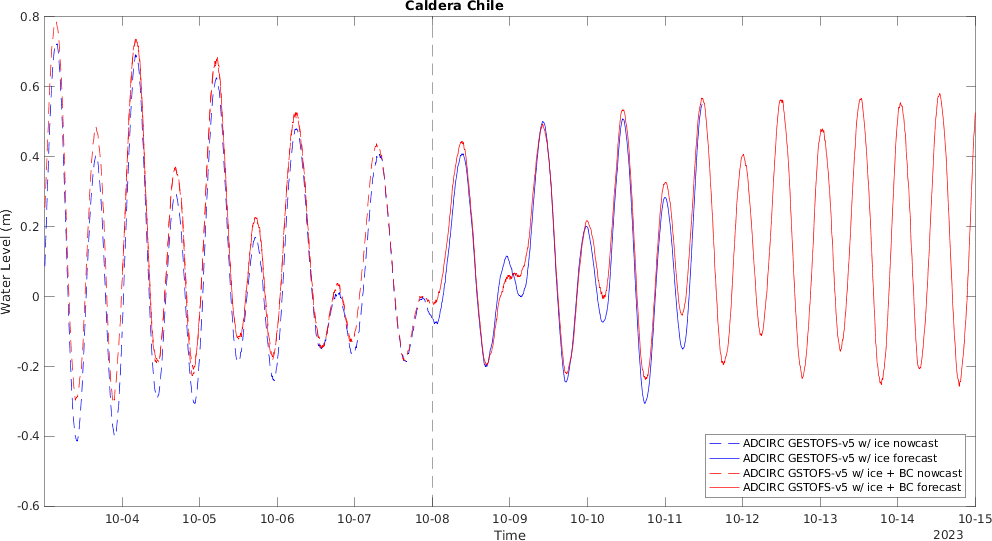 Caldera Chile
0.8
0.6
0.4
0.2
0
-0.2
-0.4
-0.6
Water Level (m)
ADCIRC GESTOFS-v5 w/ ice nowcast
ADCIRC GESTOFS-v5 w/ ice forecast
ADCIRC GSTOFS-v5 w/ ice + BC nowcast
ADCIRC GSTOFS-v5 w/ ice + BC forecast
10-04 10-05 10-06 10-07 10-08 10-09 10-10 10-11 10-12 10-13 10-14 10-15
Time
2023